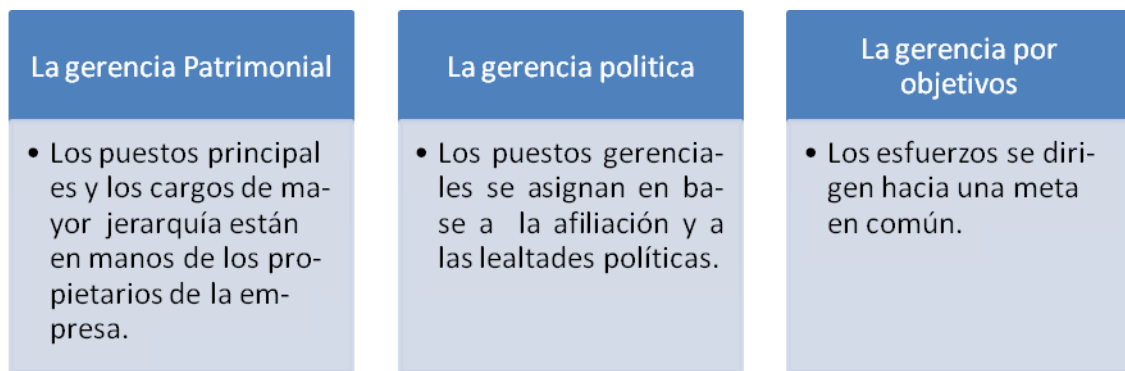 La gerencia Patrimonial
• Los puestos principal
es y los cargos de ma-
yor jerarquía están
en manos de los pro-
pietarios de la em-
presa.
La gerencia politica
• Los puestos gerencia-
les se asignan en ba-
se a la afiliación y a
las lealtades políticas.
La gerencia por
objetivos
• Los esfuerzos se diri-
gen hacia una meta
en común.